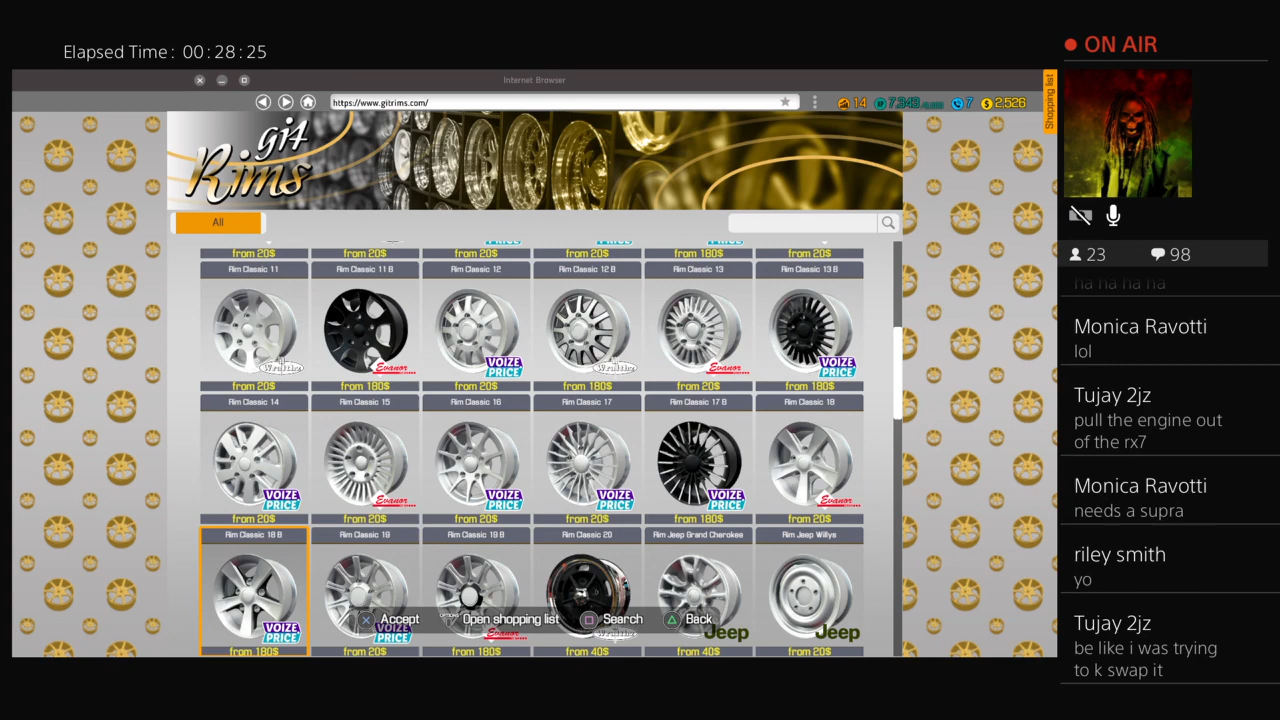 Elapsed Time: 00:28:25
ON AIR
Internet Browser
https://www.gitrims.com/
14
7,343
7
2,526
Shopping list
git
Rims
All
23
98
from 20$ from 20$ from 20$ from 20$ from 20$ from 20$
Rim Classic 11 Rim Classic 11 B Rim Classic 12 Rim Classic 12 B Rim Classic 13 Rim Classic 13 B
Evanor VOIZE PRICE Evanor VOIZE PRICE
from 20$ from 180$ from 20$ from 180$ from 20$ from 180$
Rim Classic 14 Rim Classic 15 Rim Classic 16 Rim Classic 17 Rim Classic 17 B Rim Classic 18
VOIZE PRICE Evanor VOIZE PRICE VOIZE PRICE VOIZE PRICE Evanor
from 20$ from 20$ from 20$ from 20$ from 180$ from 20$
Rim Classic 18 B Rim Classic 19 Rim Classic 19 B Rim Classic 20 Rim Jeep Grand Cherokee Rim Jeep Willys
Accept OPTIONS Open shopping list Search Back
VOIZE PRICE VOIZE PRICE Evanor Jeep Jeep
from 180$ from 20$ from 180$ from 40$ from 40$ from 20$
ha ha ha ha
Monica Ravotti
lol
Tujay 2jz
pull the engine out
of the rx7
Monica Ravotti
needs a supra
riley smith
yo
Tujay 2jz
be like i was trying
to k swap it